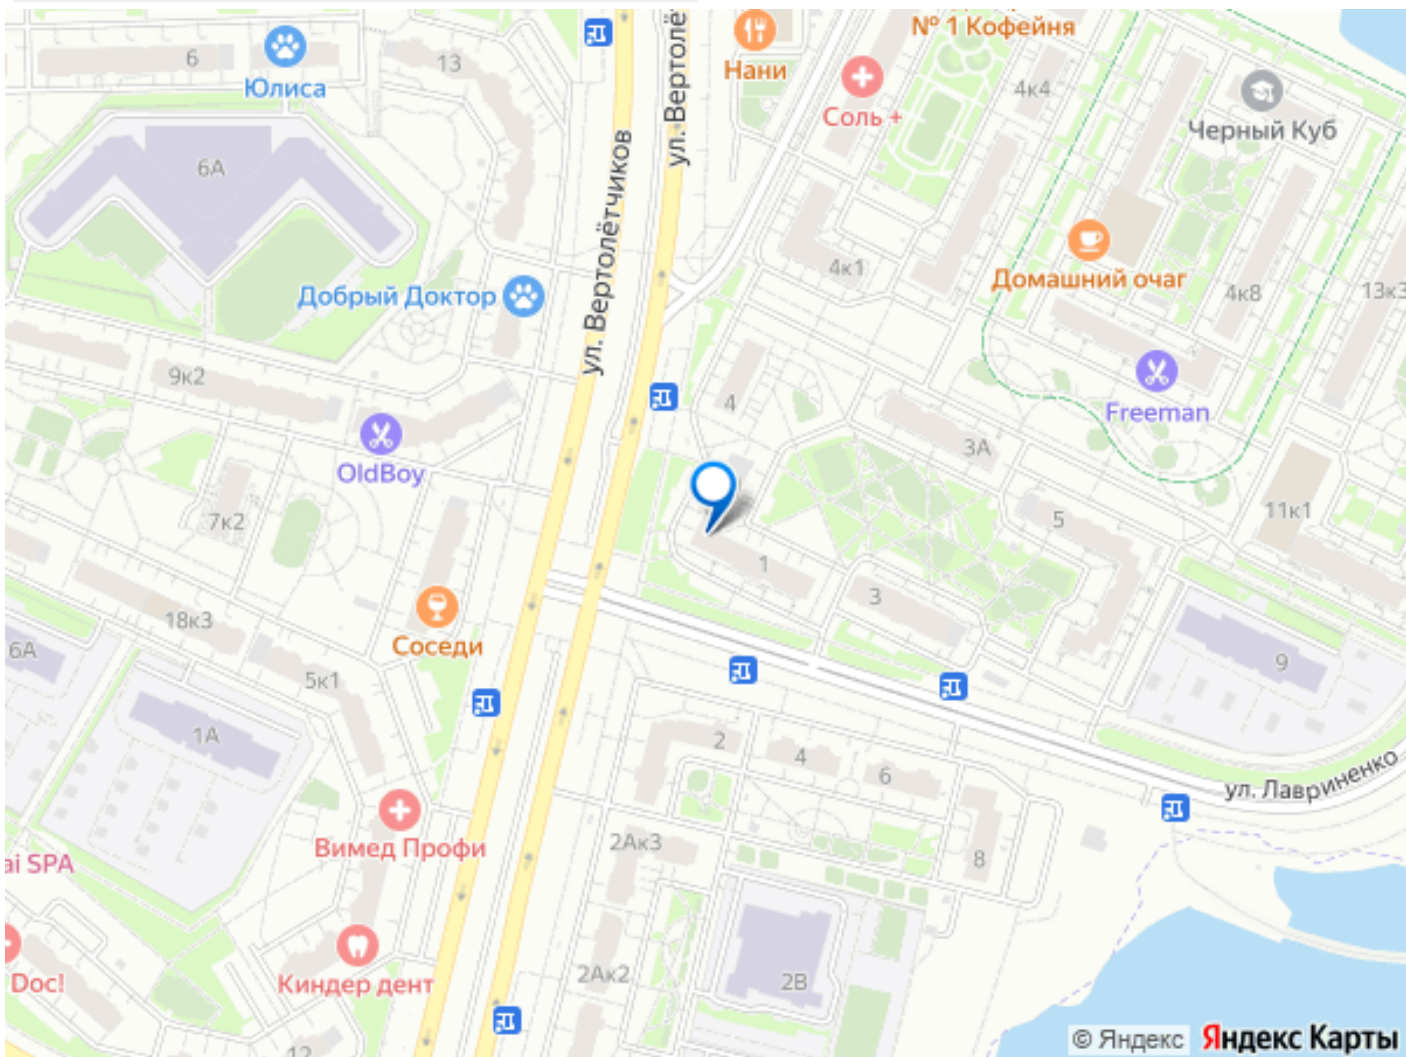 № 1 Кофейня
6
Юлиса
13
Нани
Соль +
4к4
Черный Куб
ул. Вертолётчиков
ул. Вертолё
6А
Добрый Доктор
4к1
Домашний очаг
4к8
13к3
9к2
4
Freeman
OldBoy
3А
7к2
5
11к1
1
3
18к3
Соседи
6А
5к1
9
1А
2
4
6
ул. Лавриненко
Вимед Профи
2Ак3
8
ai SPA
Doc!
Киндер дент
2Ак2
2В
12
© Яндекс Яндекс Карты